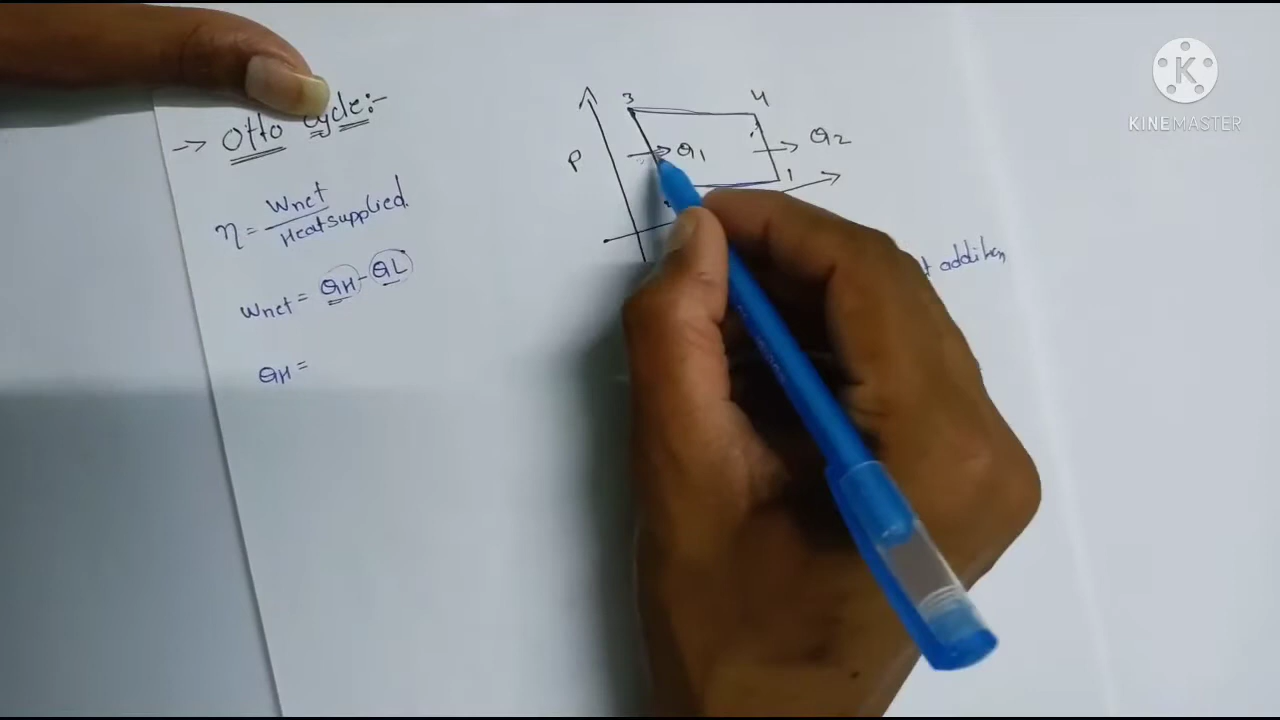 → Otto cycle:-
η = Wnet / Heat supplied.
Wnet = QH - QL
QH =
3 4
P Q1 Q2
1
addition
KINEMASTER